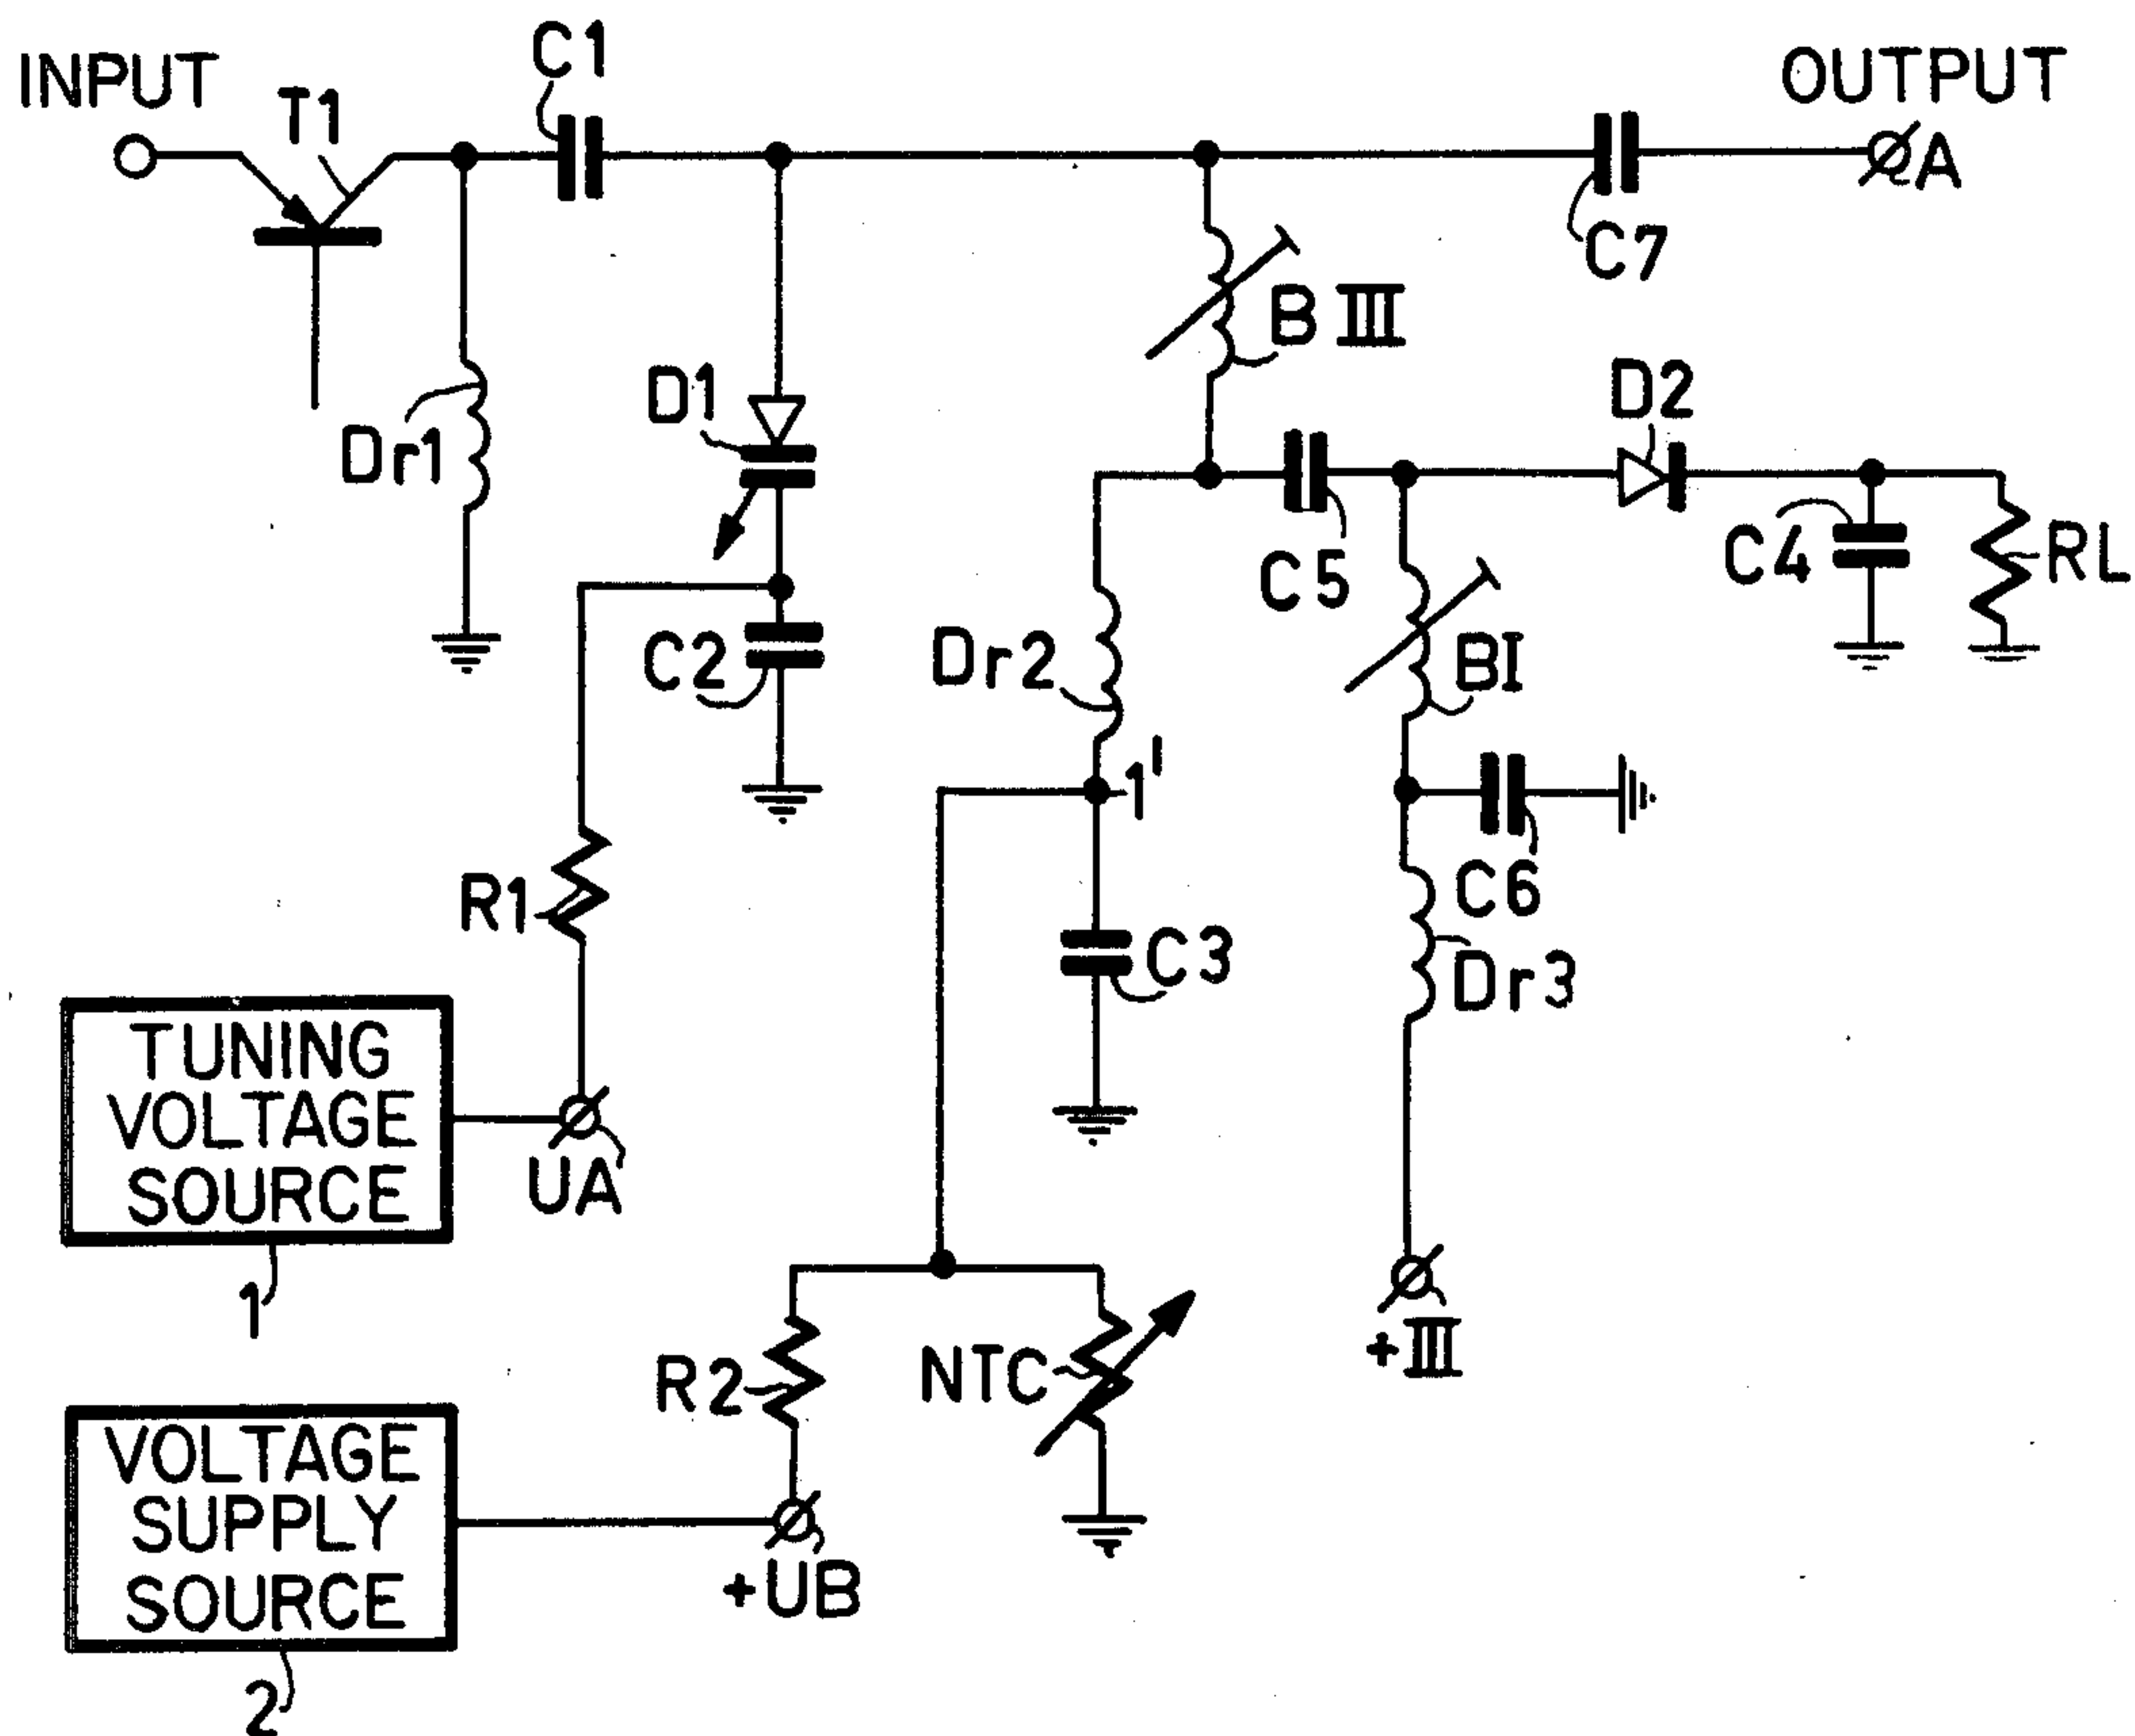 INPUT
T1
C1
OUTPUT
A
C7
B III
D1
D2
Dr1
C4
RL
C5
C2
Dr2
BI
1'
R1
C6
C3
Dr3
TUNING
VOLTAGE
SOURCE
UA
1
+III
NTC
R2
VOLTAGE
SUPPLY
SOURCE
+UB
2